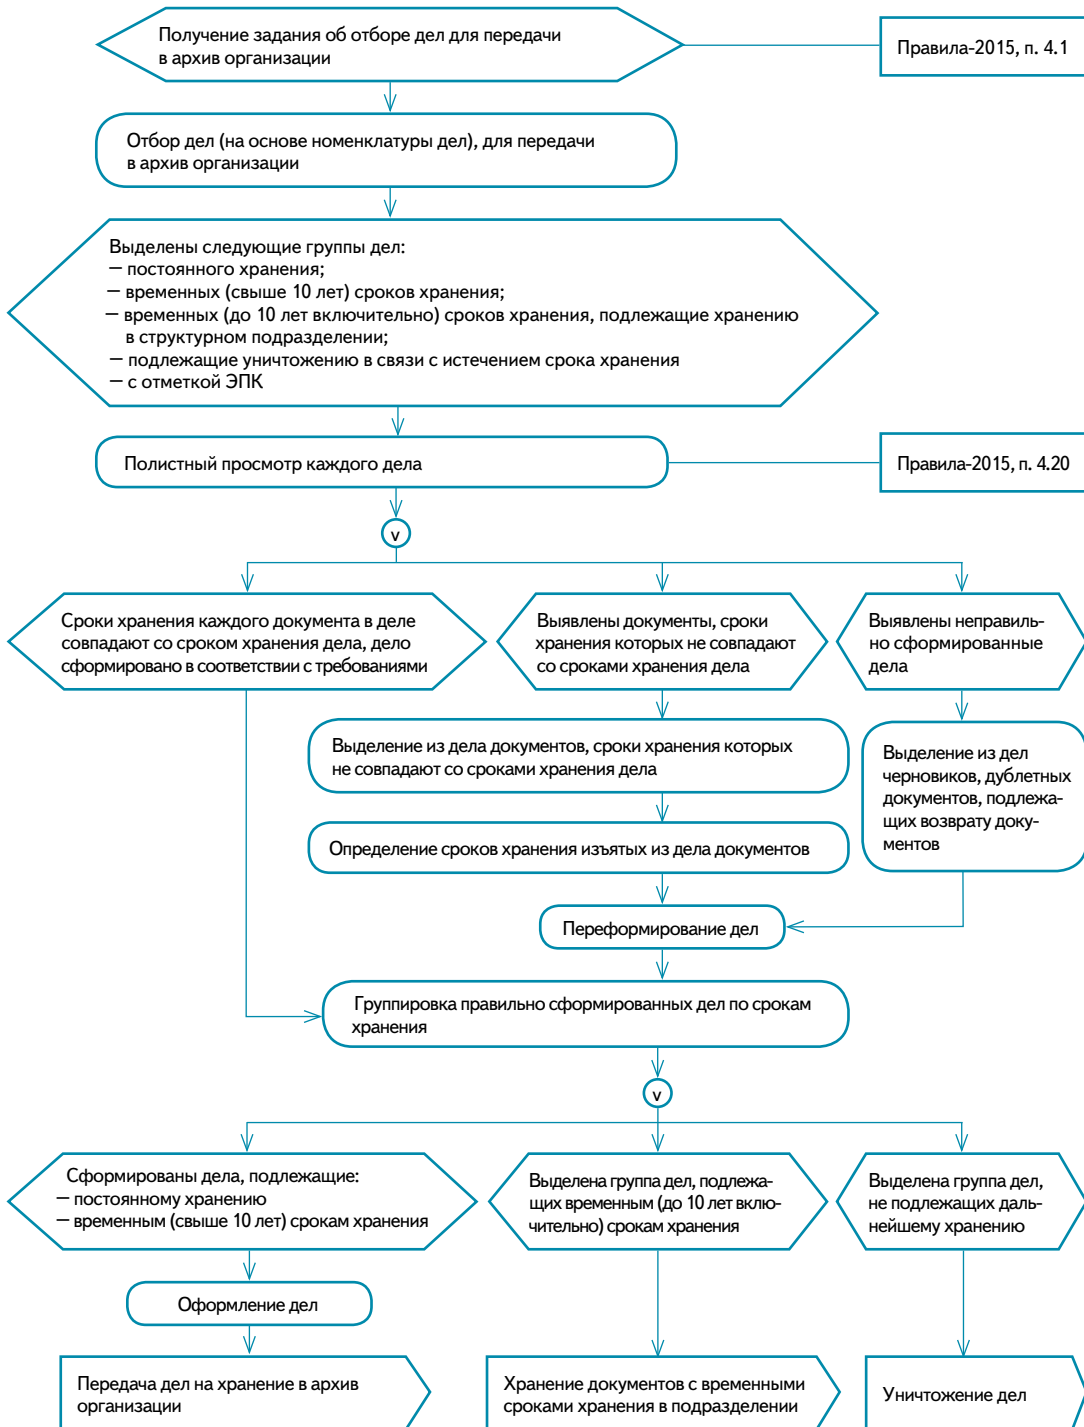 Получение задания об отборе дел для передачи
в архив организации
Правила-2015, п. 4.1
Отбор дел (на основе номенклатуры дел), для передачи
в архив организации
Выделены следующие группы дел:
— постоянного хранения;
— временных (свыше 10 лет) сроков хранения;
— временных (до 10 лет включительно) сроков хранения, подлежащие хранению
в структурном подразделении;
— подлежащие уничтожению в связи с истечением срока хранения
— с отметкой ЭПК
Полистный просмотр каждого дела
Правила-2015, п. 4.20
v
Сроки хранения каждого документа в деле
совпадают со сроком хранения дела, дело
сформировано в соответствии с требованиями
Выявлены документы, сроки
хранения которых не совпадают
со сроками хранения дела
Выявлены неправиль-
но сформированные
дела
Выделение из дела документов, сроки хранения которых
не совпадают со сроками хранения дела
Выделение из дел
черновиков, дублетных
документов, подлежа-
щих возврату доку-
ментов
Определение сроков хранения изъятых из дела документов
Переформирование дел
Группировка правильно сформированных дел по срокам
хранения
v
Сформированы дела, подлежащие:
— постоянному хранению
— временным (свыше 10 лет) срокам хранения
Выделена группа дел, подлежа-
щих временным (до 10 лет вклю-
чительно) срокам хранения
Выделена группа дел,
не подлежащих даль-
нейшему хранению
Оформление дел
Передача дел на хранение в архив
организации
Хранение документов с временными
сроками хранения в подразделении
Уничтожение дел